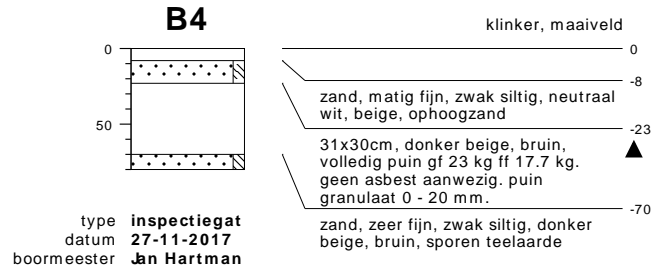 B4
klinker, maaiveld
0
0
-8
zand, matig fijn, zwak siltig, neutraal
wit, beige, ophoogzand
-23
31x30cm, donker beige, bruin,
volledig puin gf 23 kg ff 17.7 kg.
geen asbest aanwezig. puin
granulaat 0 - 20 mm.
50
-70
zand, zeer fijn, zwak siltig, donker
beige, bruin, sporen teelaarde
type inspectiegat
datum 27-11-2017
boormeester Jan Hartman